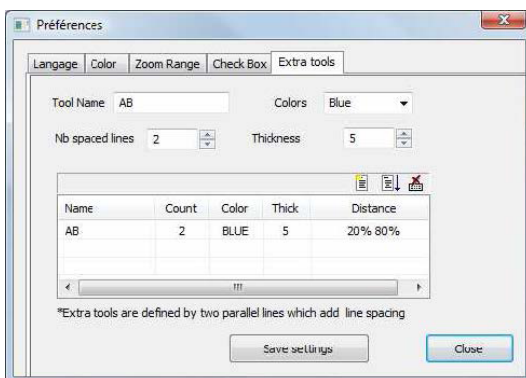 Préférences
Langage Color Zoom Range Check Box Extra tools
Tool Name AB Colors Blue
Nb spaced lines 2 Thickness 5
Name Count Color Thick Distance
AB 2 BLUE 5 20% 80%
*Extra tools are defined by two parallel lines which add line spacing
Save settings Close